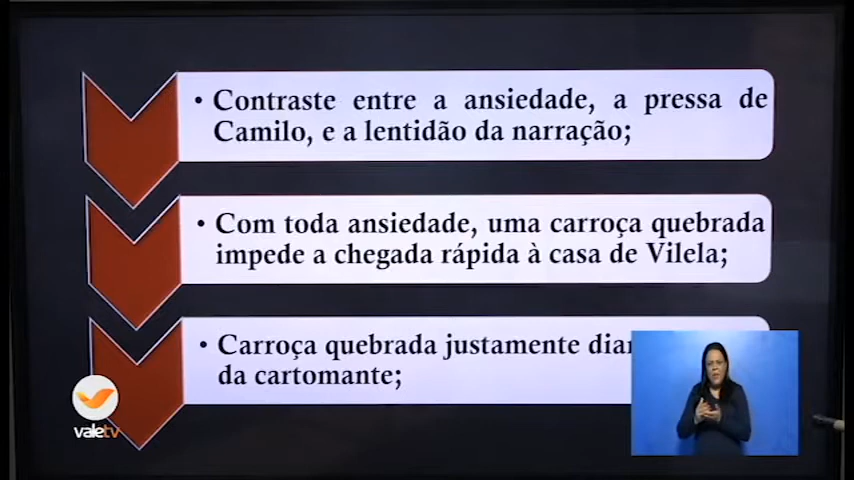 • Contraste entre a ansiedade, a pressa de
Camilo, e a lentidão da narração;
• Com toda ansiedade, uma carroça quebrada
impede a chegada rápida à casa de Vilela;
• Carroça quebrada justamente
da cartomante;
valetv